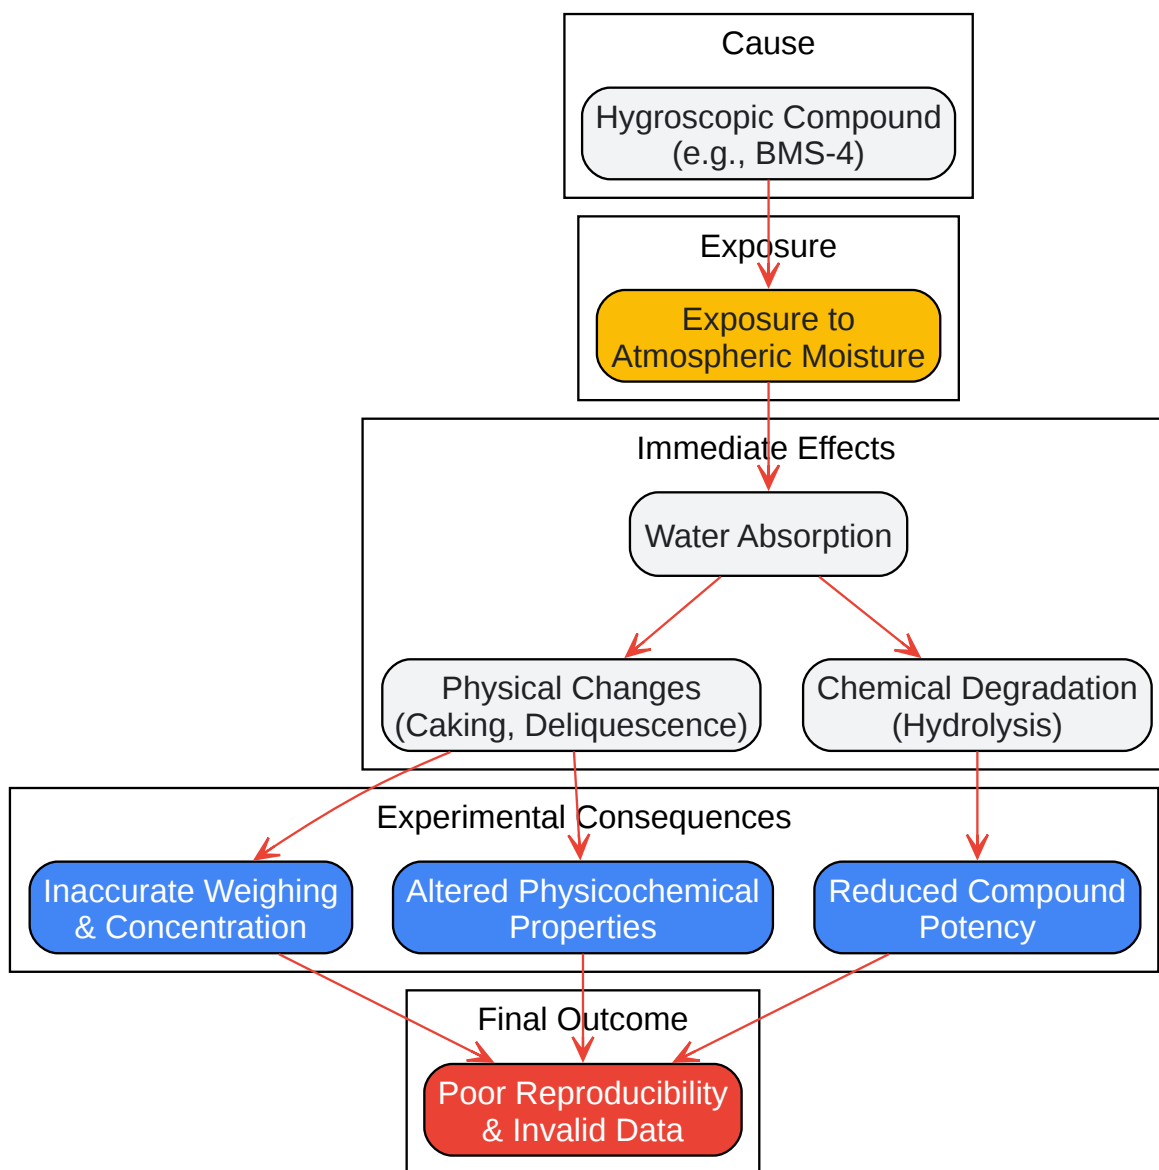 Cause
Hygroscopic Compound
(e.g., BMS-4)
Exposure
Exposure to
Atmospheric Moisture
Immediate Effects
Water Absorption
Physical Changes
(Caking, Deliquescence)
Chemical Degradation
(Hydrolysis)
Experimental Consequences
Inaccurate Weighing
& Concentration
Altered Physicochemical
Properties
Reduced Compound
Potency
Final Outcome
Poor Reproducibility
& Invalid Data